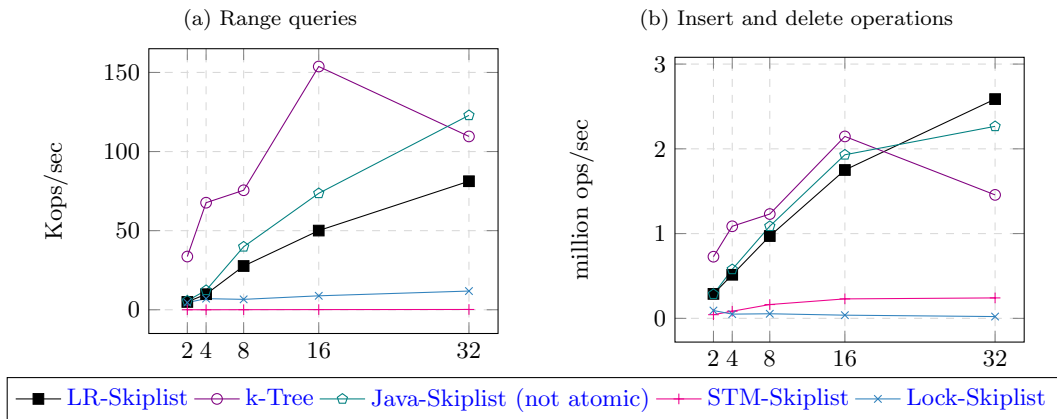 (a) Range queries
150
100
50
0
Kops/sec
2 4 8 16 32
(b) Insert and delete operations
3
2
1
0
million ops/sec
2 4 8 16 32
LR-Skiplist k-Tree Java-Skiplist (not atomic) STM-Skiplist Lock-Skiplist